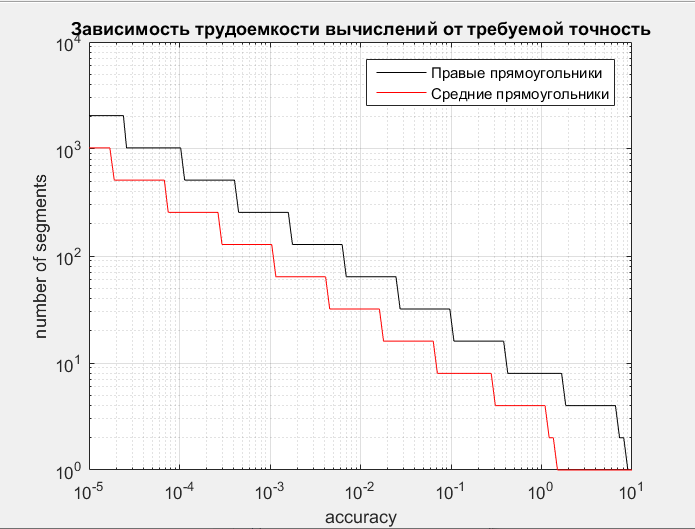 Зависимость трудоемкости вычислений от требуемой точность
10^4
10^3
10^2
10^1
10^0
number of segments
Правые прямоугольники
Средние прямоугольники
10^-5
10^-4
10^-3
10^-2
10^-1
10^0
10^1
accuracy